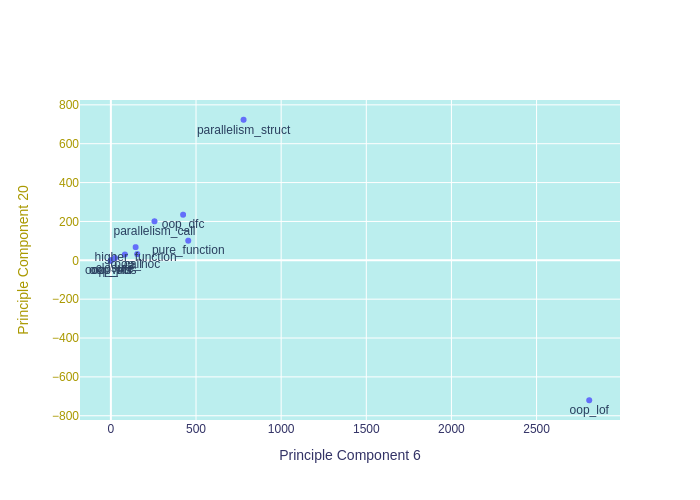 800
600
400
200
0
−200
−400
−600
−800
Principle Component 20
parallelism_struct
oop_dfc
parallelism_call
pure_function
higher_function
oop_lof
0
500
1000
1500
2000
2500
Principle Component 6